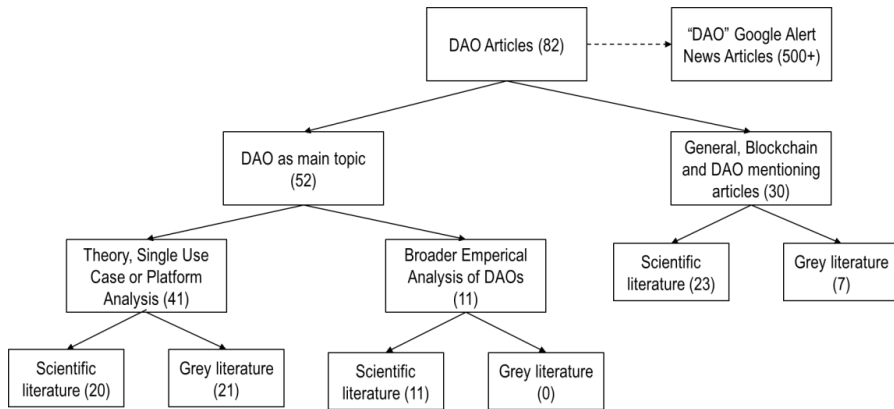 DAO Articles (82)
“DAO” Google Alert
News Articles (500+)
DAO as main topic
(52)
General, Blockchain
and DAO mentioning
articles (30)
Theory, Single Use
Case or Platform
Analysis (41)
Broader Emperical
Analysis of DAOs
(11)
Scientific
literature (23)
Grey literature
(7)
Scientific
literature (20)
Grey literature
(21)
Scientific
literature (11)
Grey literature
(0)